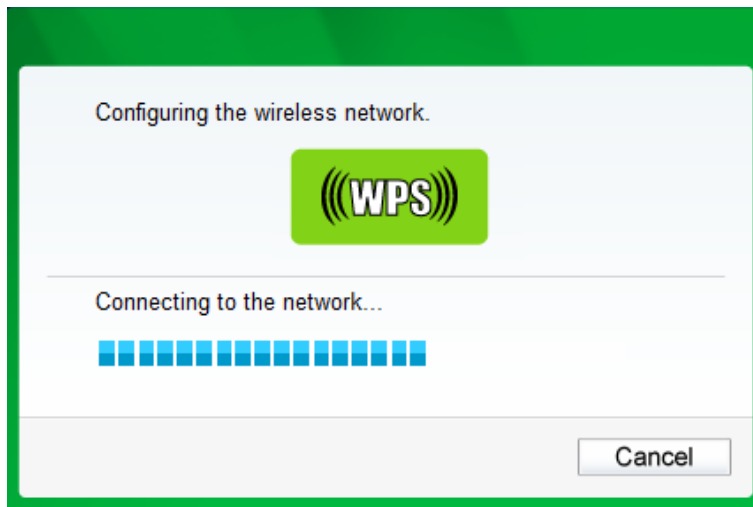 Configuring the wireless network.
WPS
Connecting to the network...
Cancel